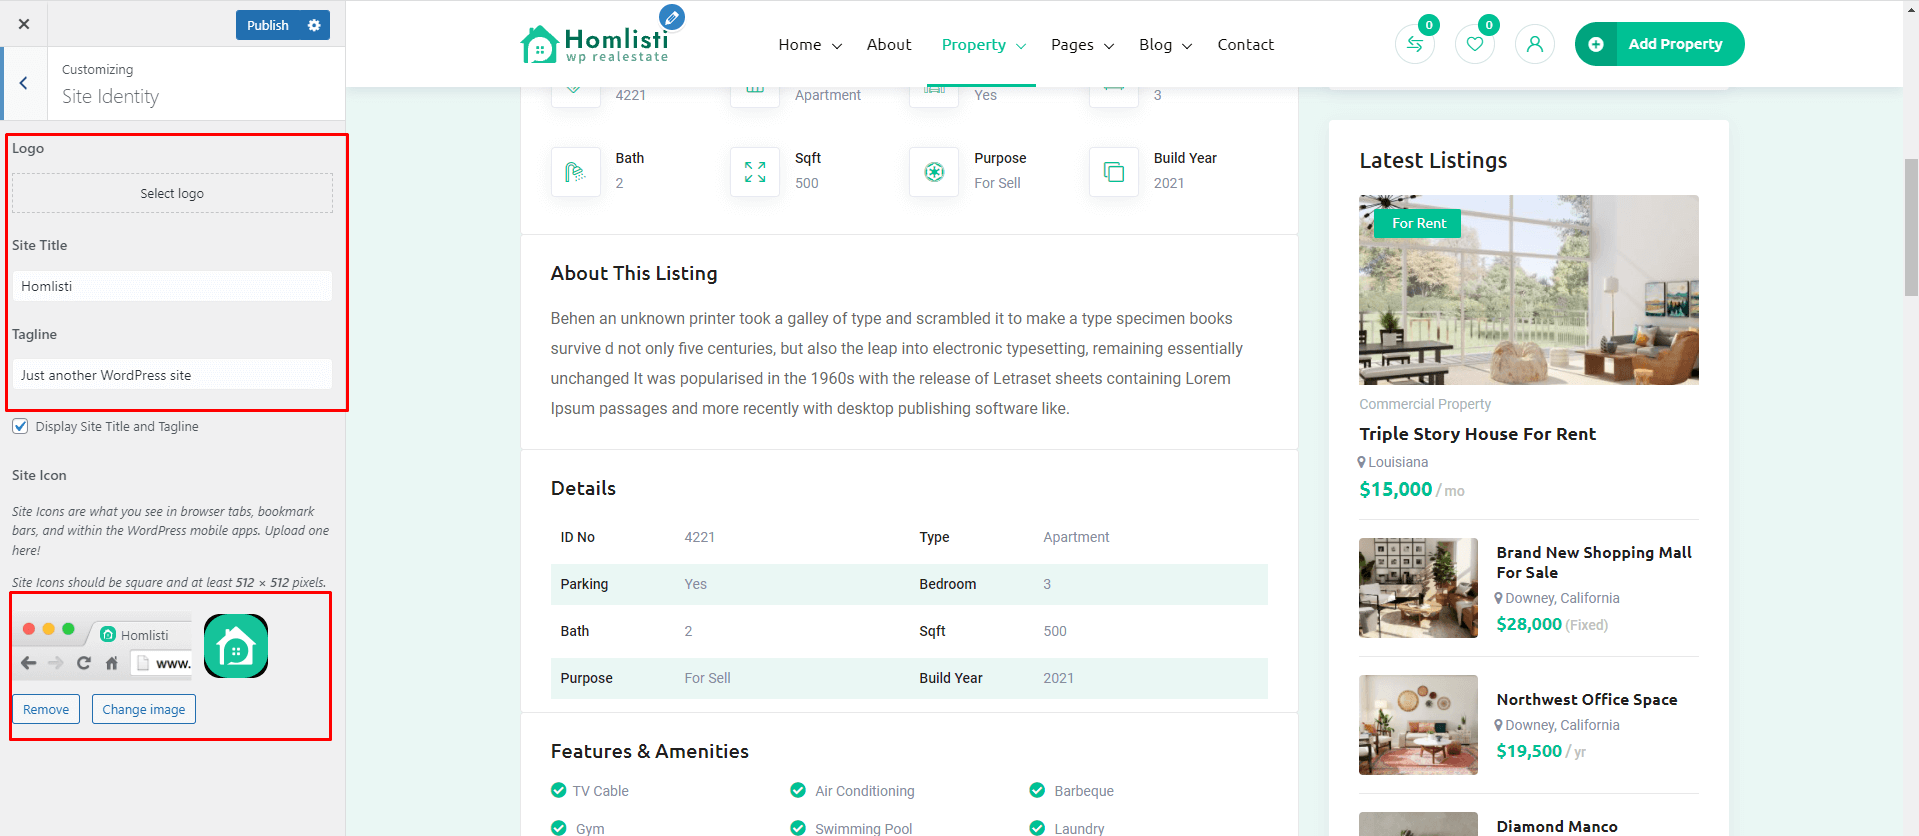 Publish
Customizing
Site Identity
Logo
Select logo
Site Title
Homlisti
Tagline
Just another WordPress site
Display Site Title and Tagline
Site Icon
Site Icons are what you see in browser tabs, bookmark
bars, and within the WordPress mobile apps. Upload one
here!
Site Icons should be square and at least 512 × 512 pixels.
Homlisti
www.
Remove
Change image
Homlisti
wp realestate
Home
About
Property
Pages
Blog
Contact
0
0
Add Property
4221
Apartment
Yes
3
Bath
2
Sqft
500
Purpose
For Sell
Build Year
2021
About This Listing
Behen an unknown printer took a galley of type and scrambled it to make a type specimen books
survive d not only five centuries, but also the leap into electronic typesetting, remaining essentially
unchanged It was popularised in the 1960s with the release of Letraset sheets containing Lorem
Ipsum passages and more recently with desktop publishing software like.
Details
ID No 4221 Type Apartment
Parking Yes Bedroom 3
Bath 2 Sqft 500
Purpose For Sell Build Year 2021
Features & Amenities
TV Cable Air Conditioning Barbeque
Gym Swimming Pool Laundry
Latest Listings
For Rent
Commercial Property
Triple Story House For Rent
Louisiana
$15,000 / mo
Brand New Shopping Mall
For Sale
Downey, California
$28,000 (Fixed)
Northwest Office Space
Downey, California
$19,500 / yr
Diamond Manco